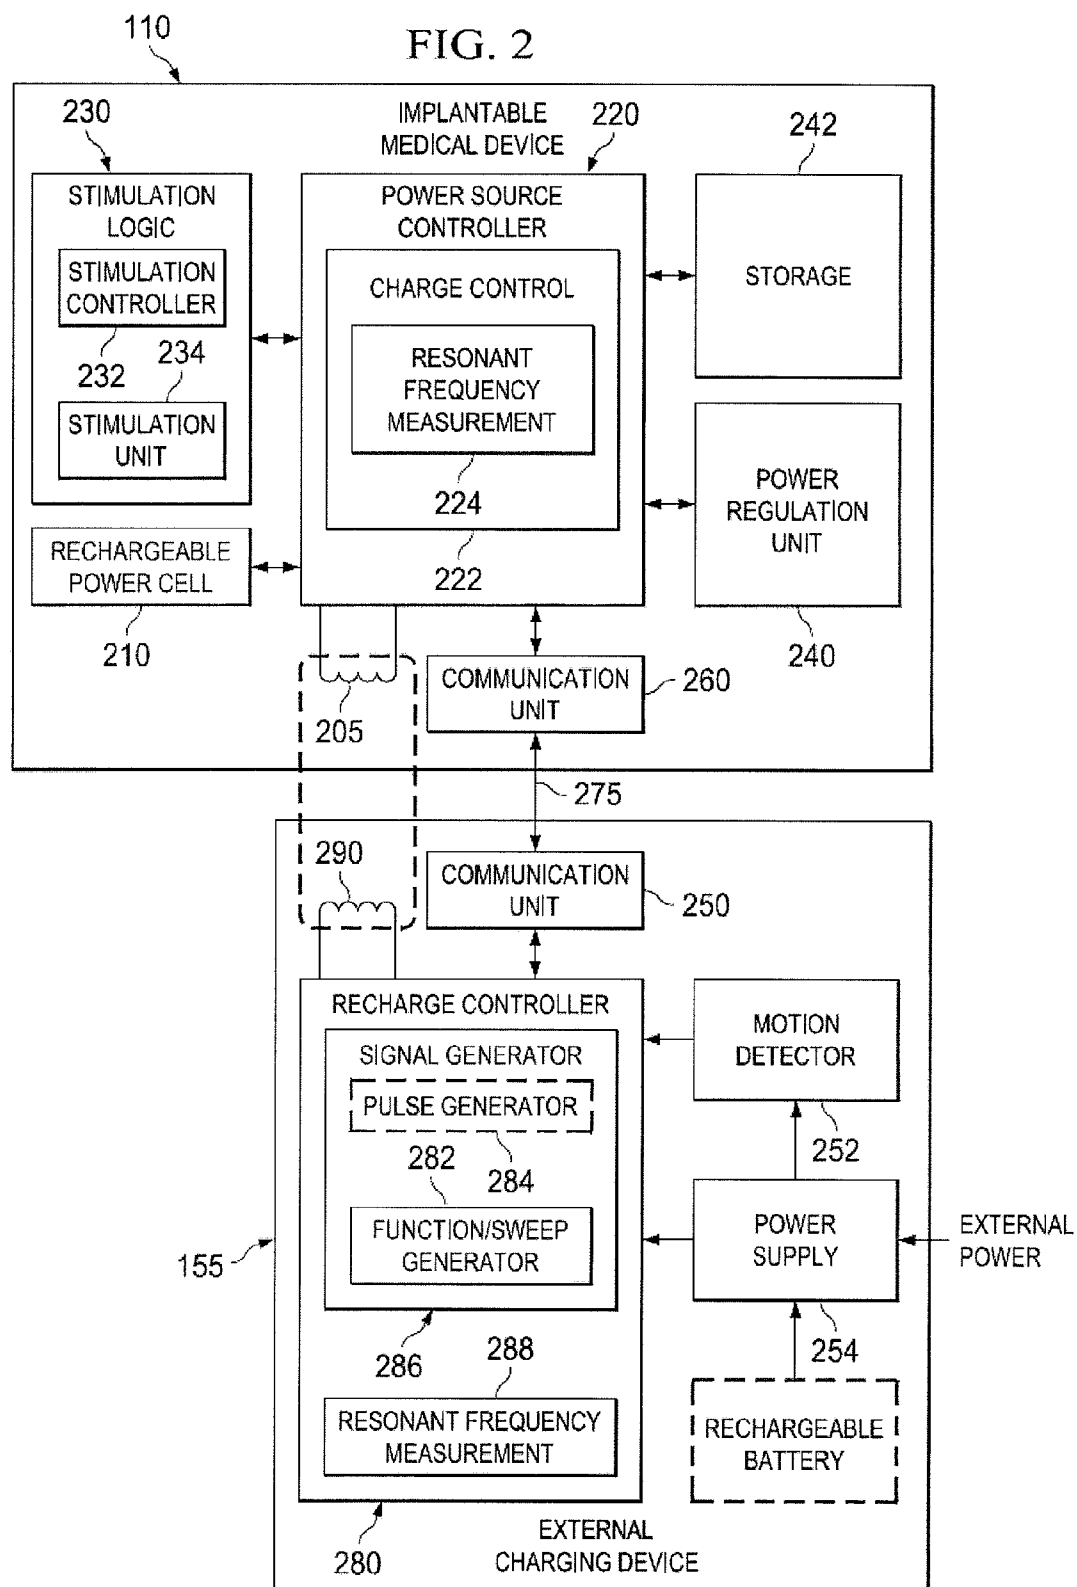 FIG. 2
110
IMPLANTABLE
MEDICAL DEVICE
230
220
242
STIMULATION
LOGIC
STIMULATION
CONTROLLER
232
234
STIMULATION
UNIT
POWER SOURCE
CONTROLLER
CHARGE CONTROL
RESONANT
FREQUENCY
MEASUREMENT
224
222
STORAGE
POWER
REGULATION
UNIT
240
RECHARGEABLE
POWER CELL
210
205
COMMUNICATION
UNIT
260
275
290
COMMUNICATION
UNIT
250
RECHARGE CONTROLLER
SIGNAL GENERATOR
PULSE GENERATOR
282
284
FUNCTION/SWEEP
GENERATOR
286
288
RESONANT FREQUENCY
MEASUREMENT
280
MOTION
DETECTOR
252
POWER
SUPPLY
254
EXTERNAL
POWER
RECHARGEABLE
BATTERY
155
EXTERNAL
CHARGING DEVICE